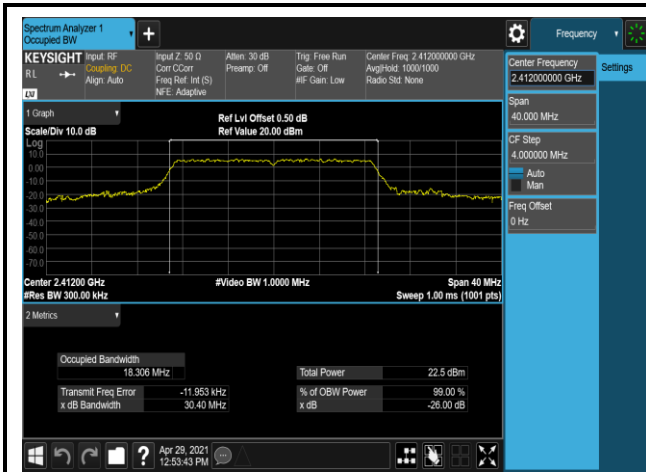 Spectrum Analyzer 1
Occupied BW
+
Frequency
KEYSIGHT
RL
LXI
Input: RF
Coupling: DC
Align: Auto
Input Z: 50 Ω
Corr CCorr
Freq Ref: Int (S)
NFE: Adaptive
Atten: 30 dB
Preamp: Off
Trig: Free Run
Gate: Off
#IF Gain: Low
Center Freq: 2.412000000 GHz
Avg|Hold: 1000/1000
Radio Std: None
Center Frequency
2.412000000 GHz
Settings
Span
40.000 MHz
CF Step
4.000000 MHz
Auto
Man
Freq Offset
0 Hz
1 Graph
Scale/Div 10.0 dB
Ref Lvl Offset 0.50 dB
Ref Value 20.00 dBm
Log
10.0
0.00
-10.0
-20.0
-30.0
-40.0
-50.0
-60.0
-70.0
Center 2.41200 GHz
#Res BW 300.00 kHz
#Video BW 1.0000 MHz
Span 40 MHz
Sweep 1.00 ms (1001 pts)
2 Metrics
Occupied Bandwidth
18.306 MHz
Transmit Freq Error -11.953 kHz
x dB Bandwidth 30.40 MHz
Total Power 22.5 dBm
% of OBW Power 99.00 %
x dB -26.00 dB
?
Apr 29, 2021
12:53:43 PM